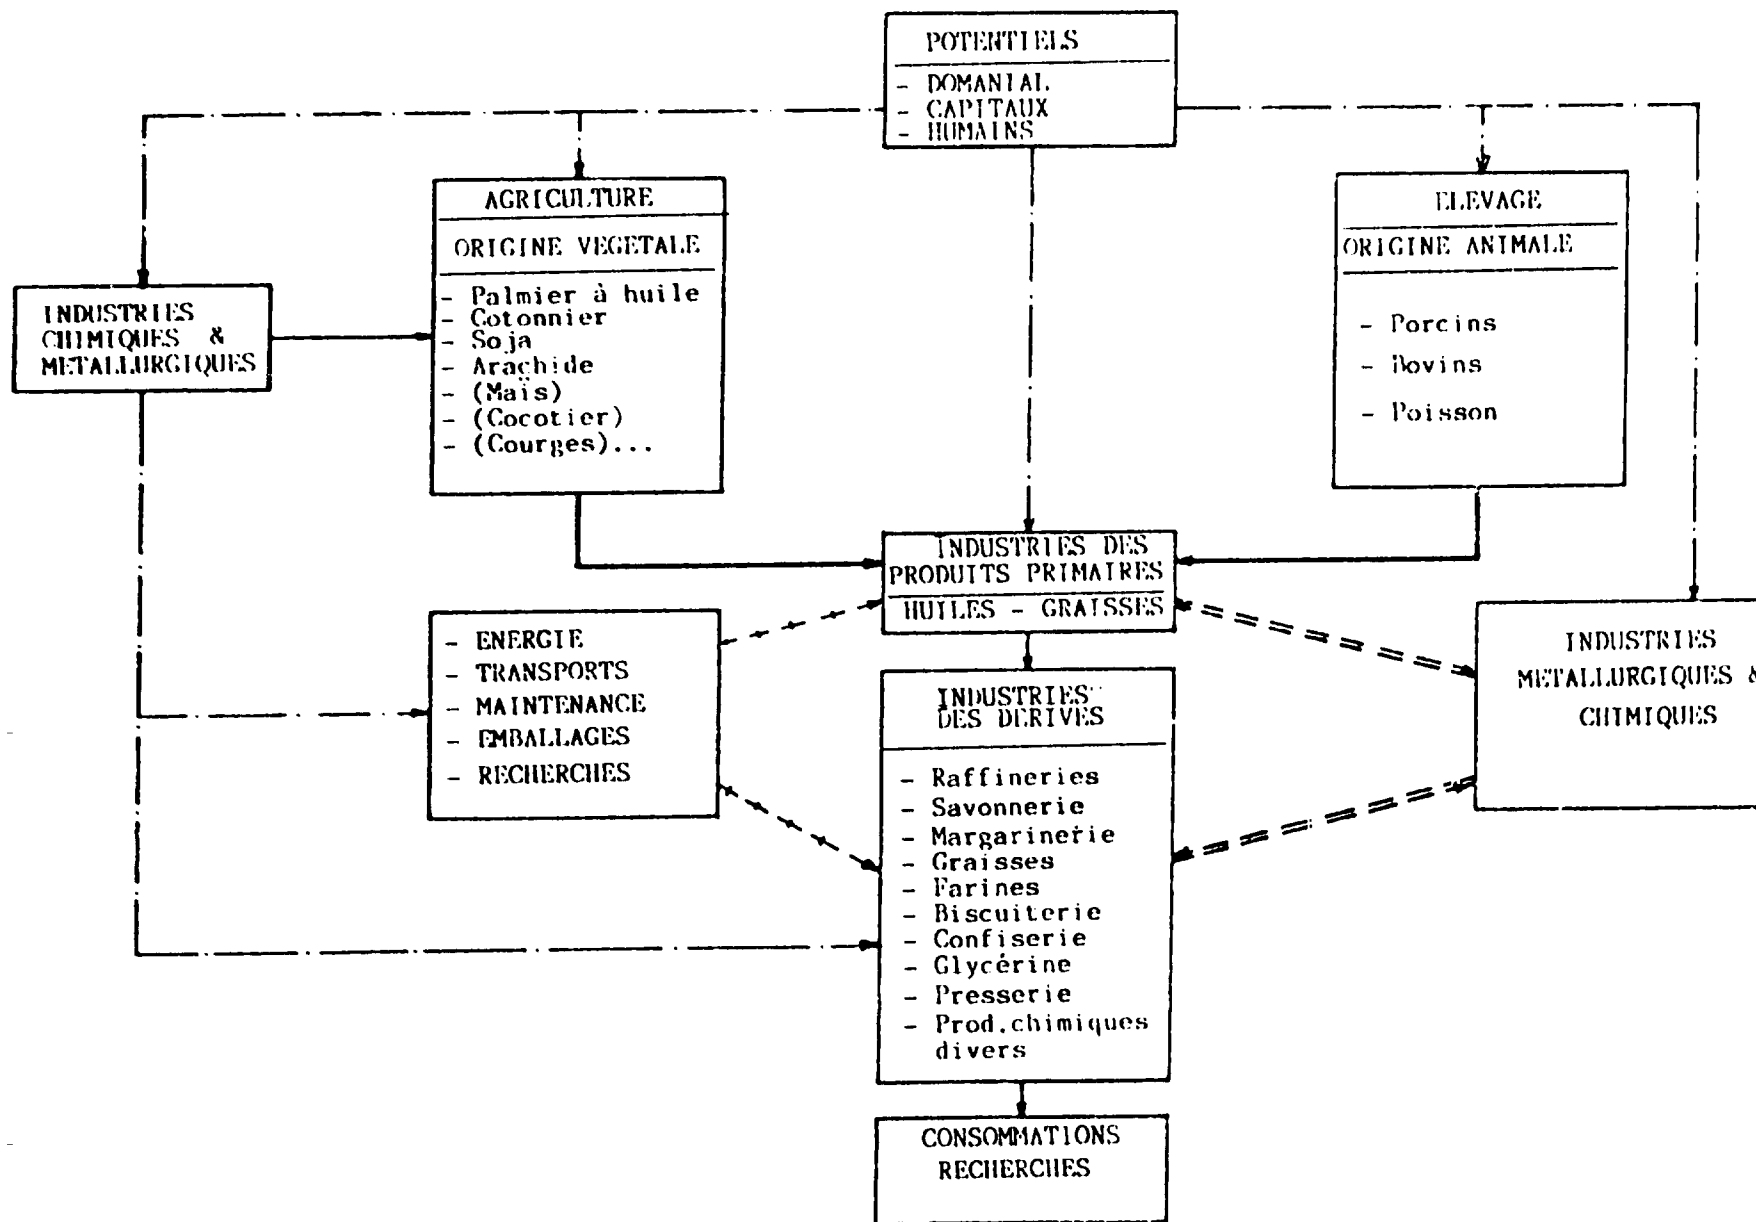 POTENTIELS
- DOMANIAL
- CAPITAUX
- HUMAINS
AGRICULTURE
ORIGINE VEGETALE
- Palmier à huile
- Cotonnier
- Soja
- Arachide
- (Maïs)
- (Cocotier)
- (Courges)...
ELEVAGE
ORIGINE ANIMALE
- Porcins
- Bovins
- Poisson
INDUSTRIES
CHIMIQUES &
METALLURGIQUES
INDUSTRIES DES
PRODUITS PRIMAIRES
HUILES - GRAISSES
- ENERGIE
- TRANSPORTS
- MAINTENANCE
- EMBALLAGES
- RECHERCHES
INDUSTRIES
METALLURGIQUES &
CHIMIQUES
INDUSTRIES
DES DERIVES
- Raffineries
- Savonnerie
- Margarinerie
- Graisses
- Farines
- Biscuiterie
- Confiserie
- Glycérine
- Presserie
- Prod.chimiques
divers
CONSOMMATIONS
RECHERCHES